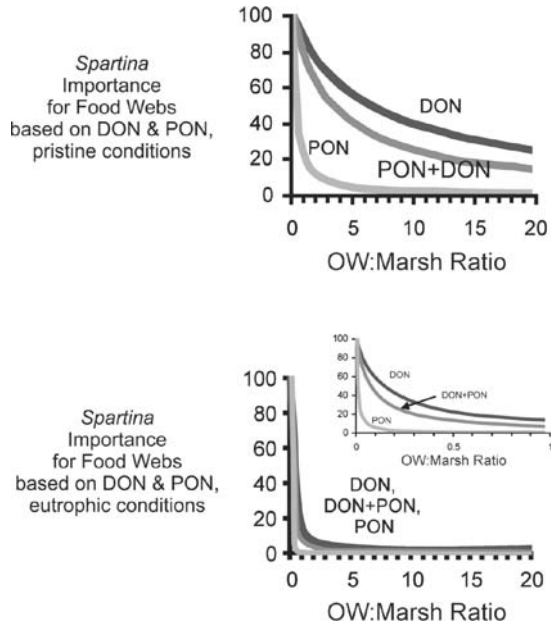 Spartina
Importance
for Food Webs
based on DON & PON,
pristine conditions
100
80
60
40
20
0
DON
PON
PON+DON
0 5 10 15 20
OW:Marsh Ratio
Spartina
Importance
for Food Webs
based on DON & PON,
eutrophic conditions
100
80
60
40
20
0
100
80
60
40
20
0
DON
DON+PON
PON
0 0.5 1
OW:Marsh Ratio
DON,
DON+PON,
PON
0 5 10 15 20
OW:Marsh Ratio